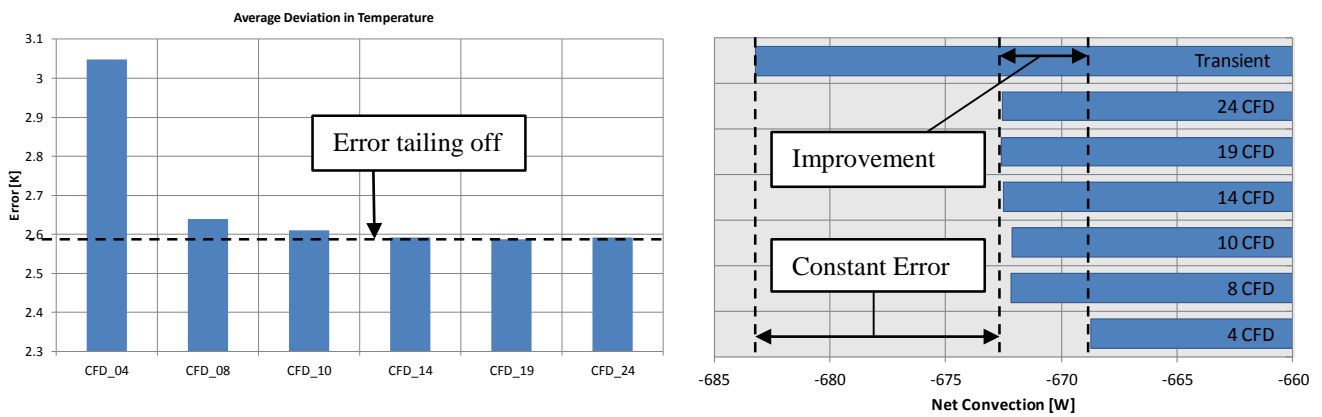 Average Deviation in Temperature
3.1
3
2.9
2.8
2.7
2.6
2.5
2.4
2.3
Error [K]
Error tailing off
CFD_04 CFD_08 CFD_10 CFD_14 CFD_19 CFD_24
Transient
24 CFD
19 CFD
14 CFD
10 CFD
8 CFD
4 CFD
Improvement
Constant Error
-685 -680 -675 -670 -665 -660
Net Convection [W]